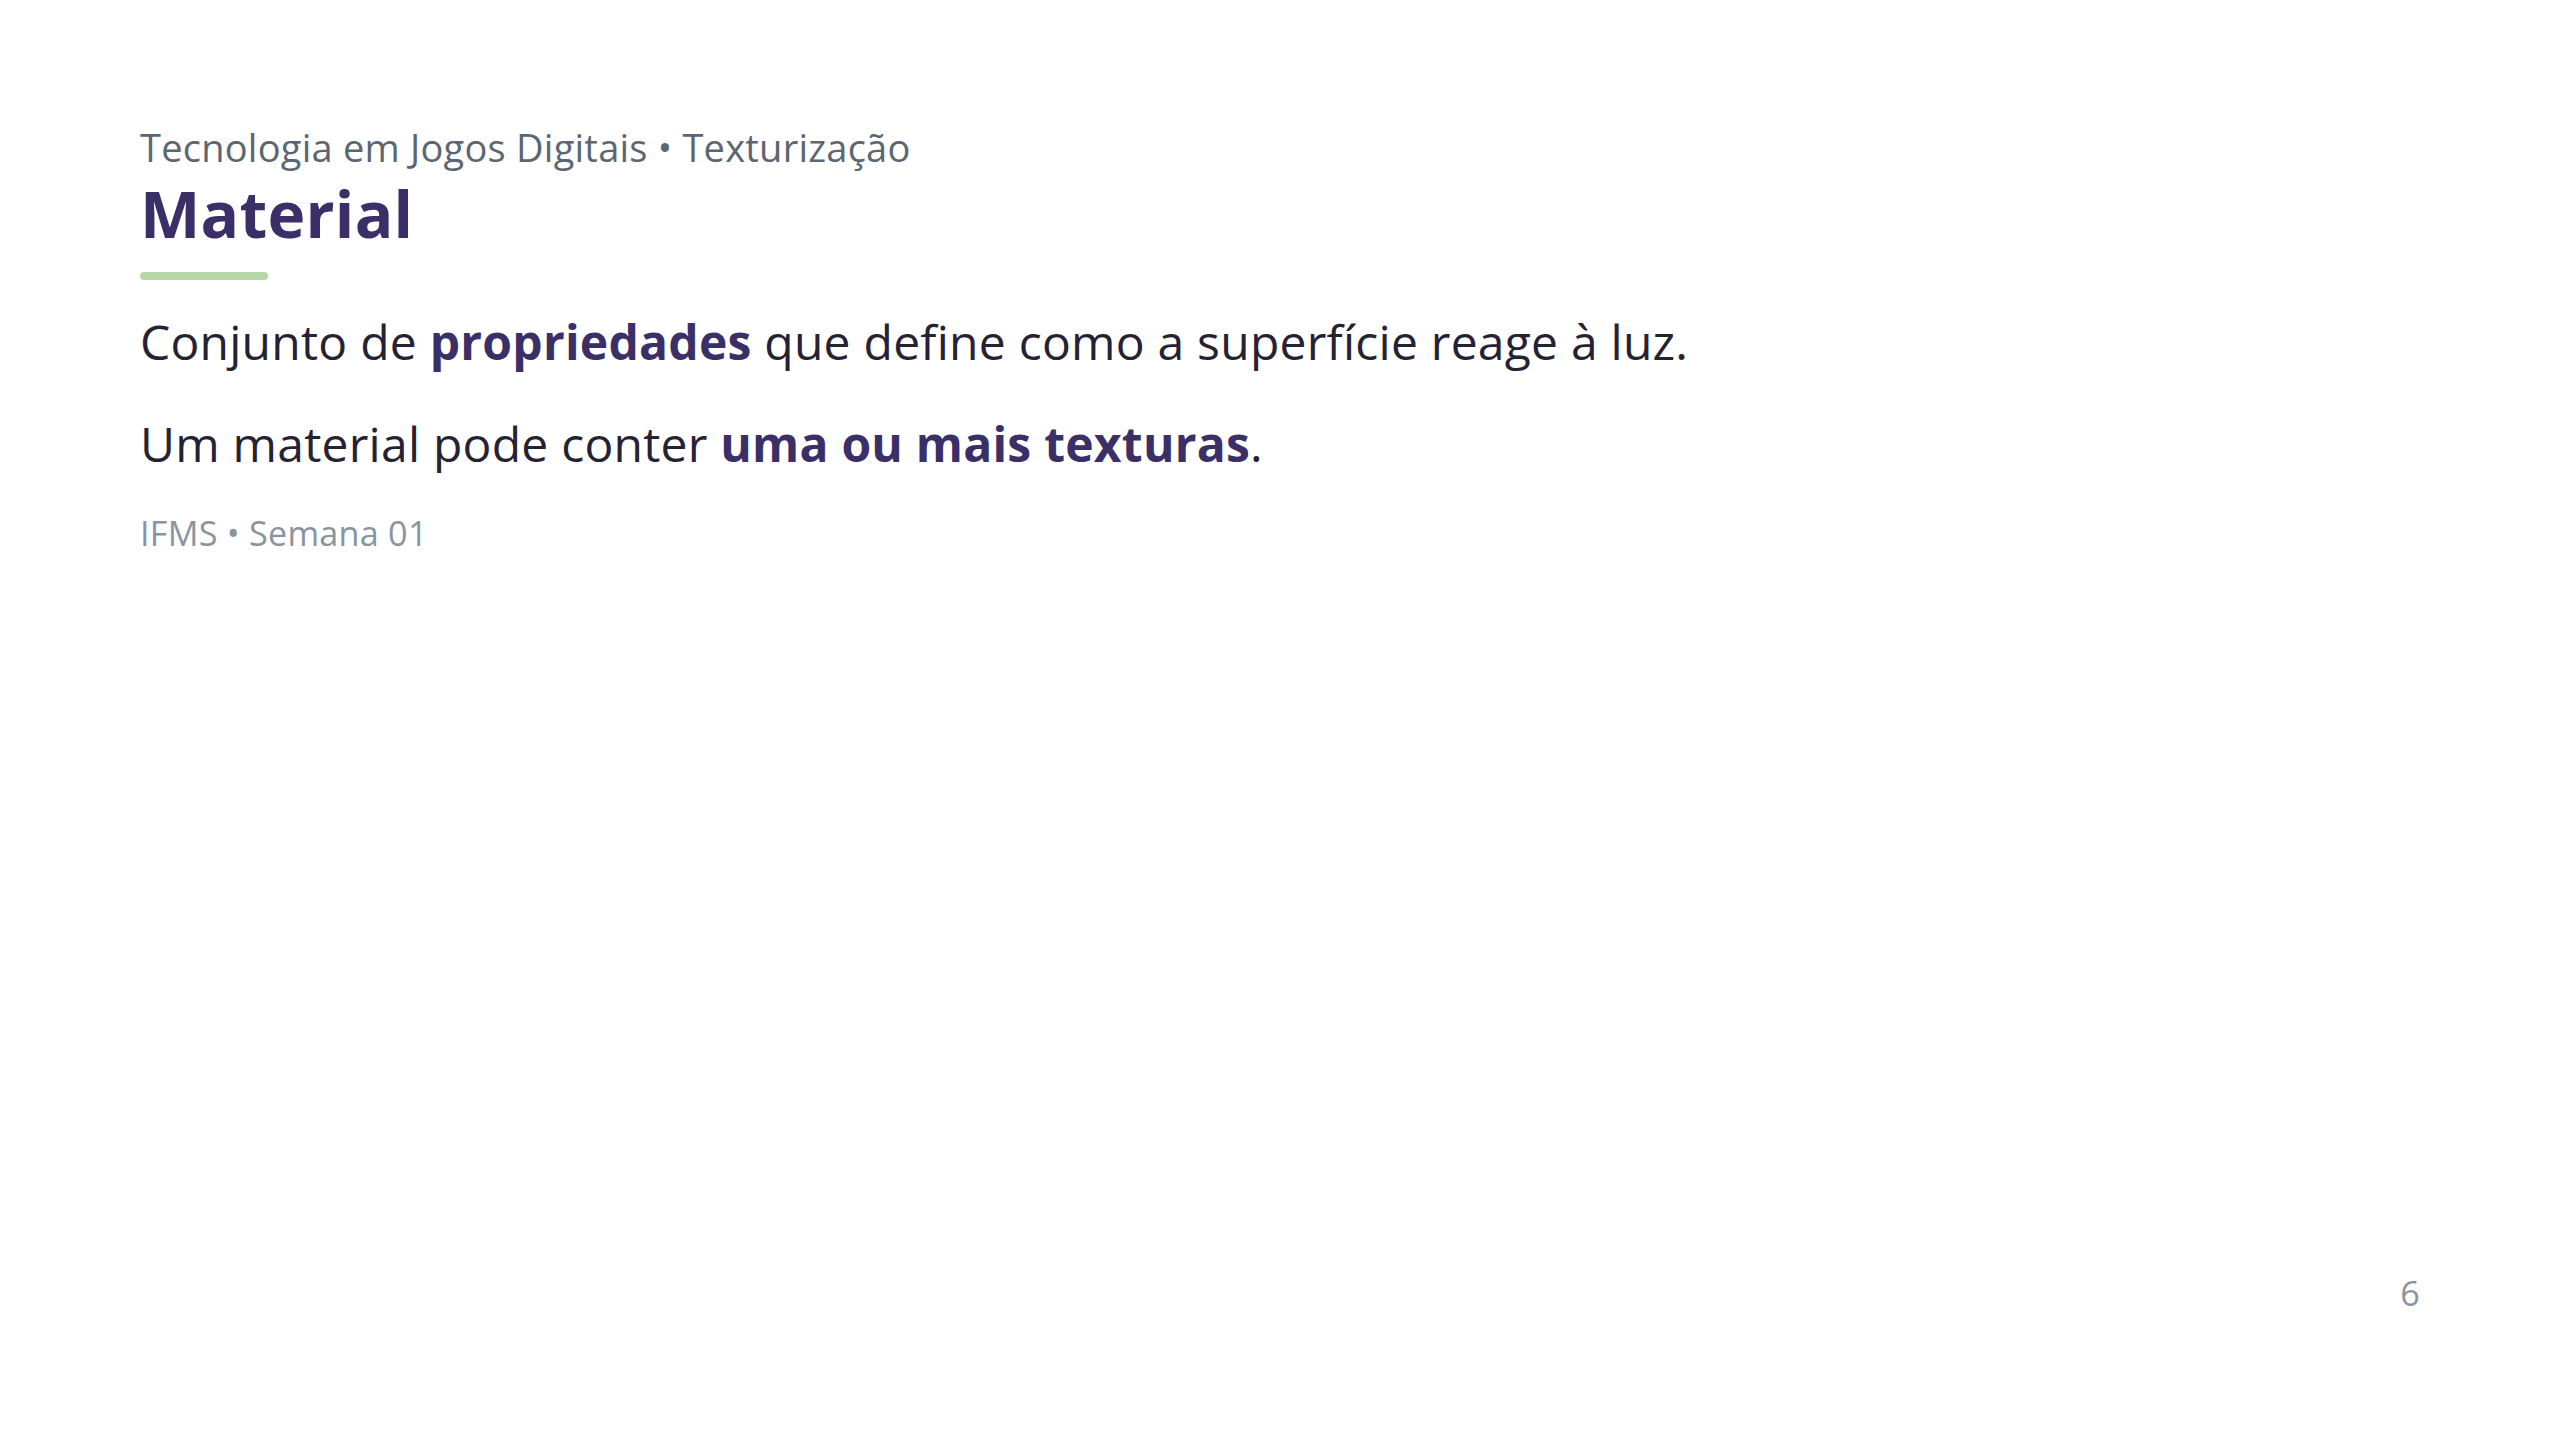 Tecnologia em Jogos Digitais • Texturização
Material
Conjunto de propriedades que define como a superfície reage à luz.
Um material pode conter uma ou mais texturas.
IFMS • Semana 01
6